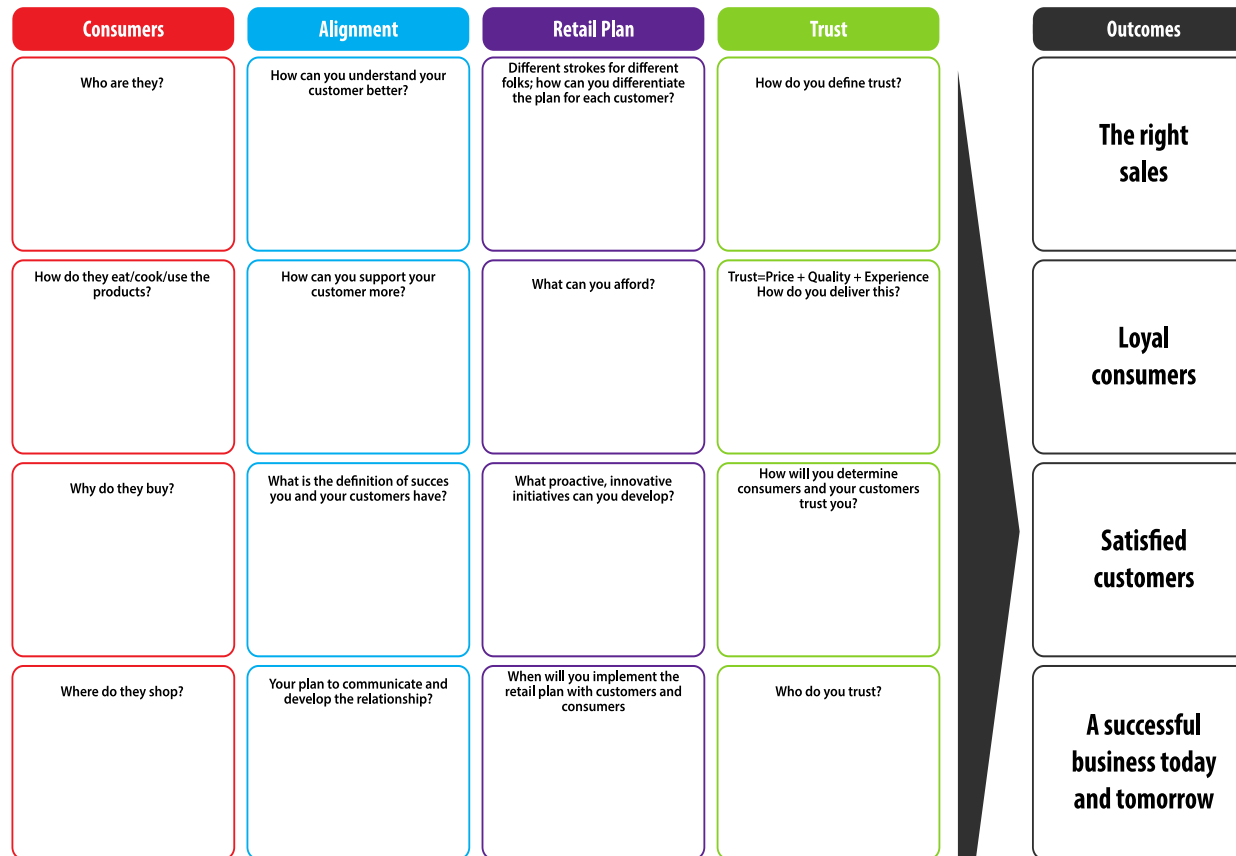 Consumers
Alignment
Retail Plan
Trust
Outcomes
Who are they?
How can you understand your
customer better?
Different strokes for different
folks; how can you differentiate
the plan for each customer?
How do you define trust?
The right
sales
How do they eat/cook/use the
products?
How can you support your
customer more?
What can you afford?
Trust=Price + Quality + Experience
How do you deliver this?
Loyal
consumers
Why do they buy?
What is the definition of succes
you and your customers have?
What proactive, innovative
initiatives can you develop?
How will you determine
consumers and your customers
trust you?
Satisfied
customers
Where do they shop?
Your plan to communicate and
develop the relationship?
When will you implement the
retail plan with customers and
consumers
Who do you trust?
A successful
business today
and tomorrow